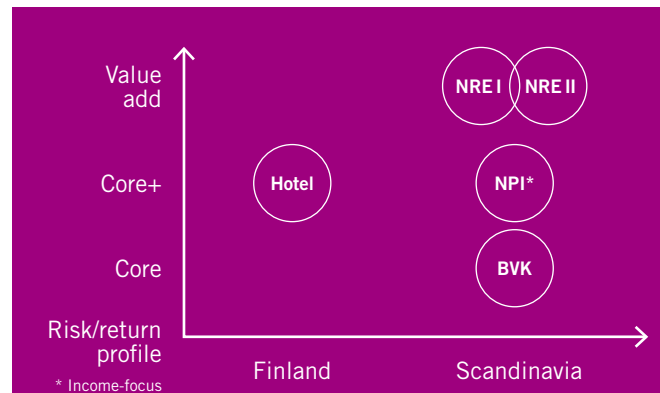 Value
add
NRE I
NRE II
Core+
Hotel
NPI*
Core
BVK
Risk/return
profile
Finland
Scandinavia
* Income-focus